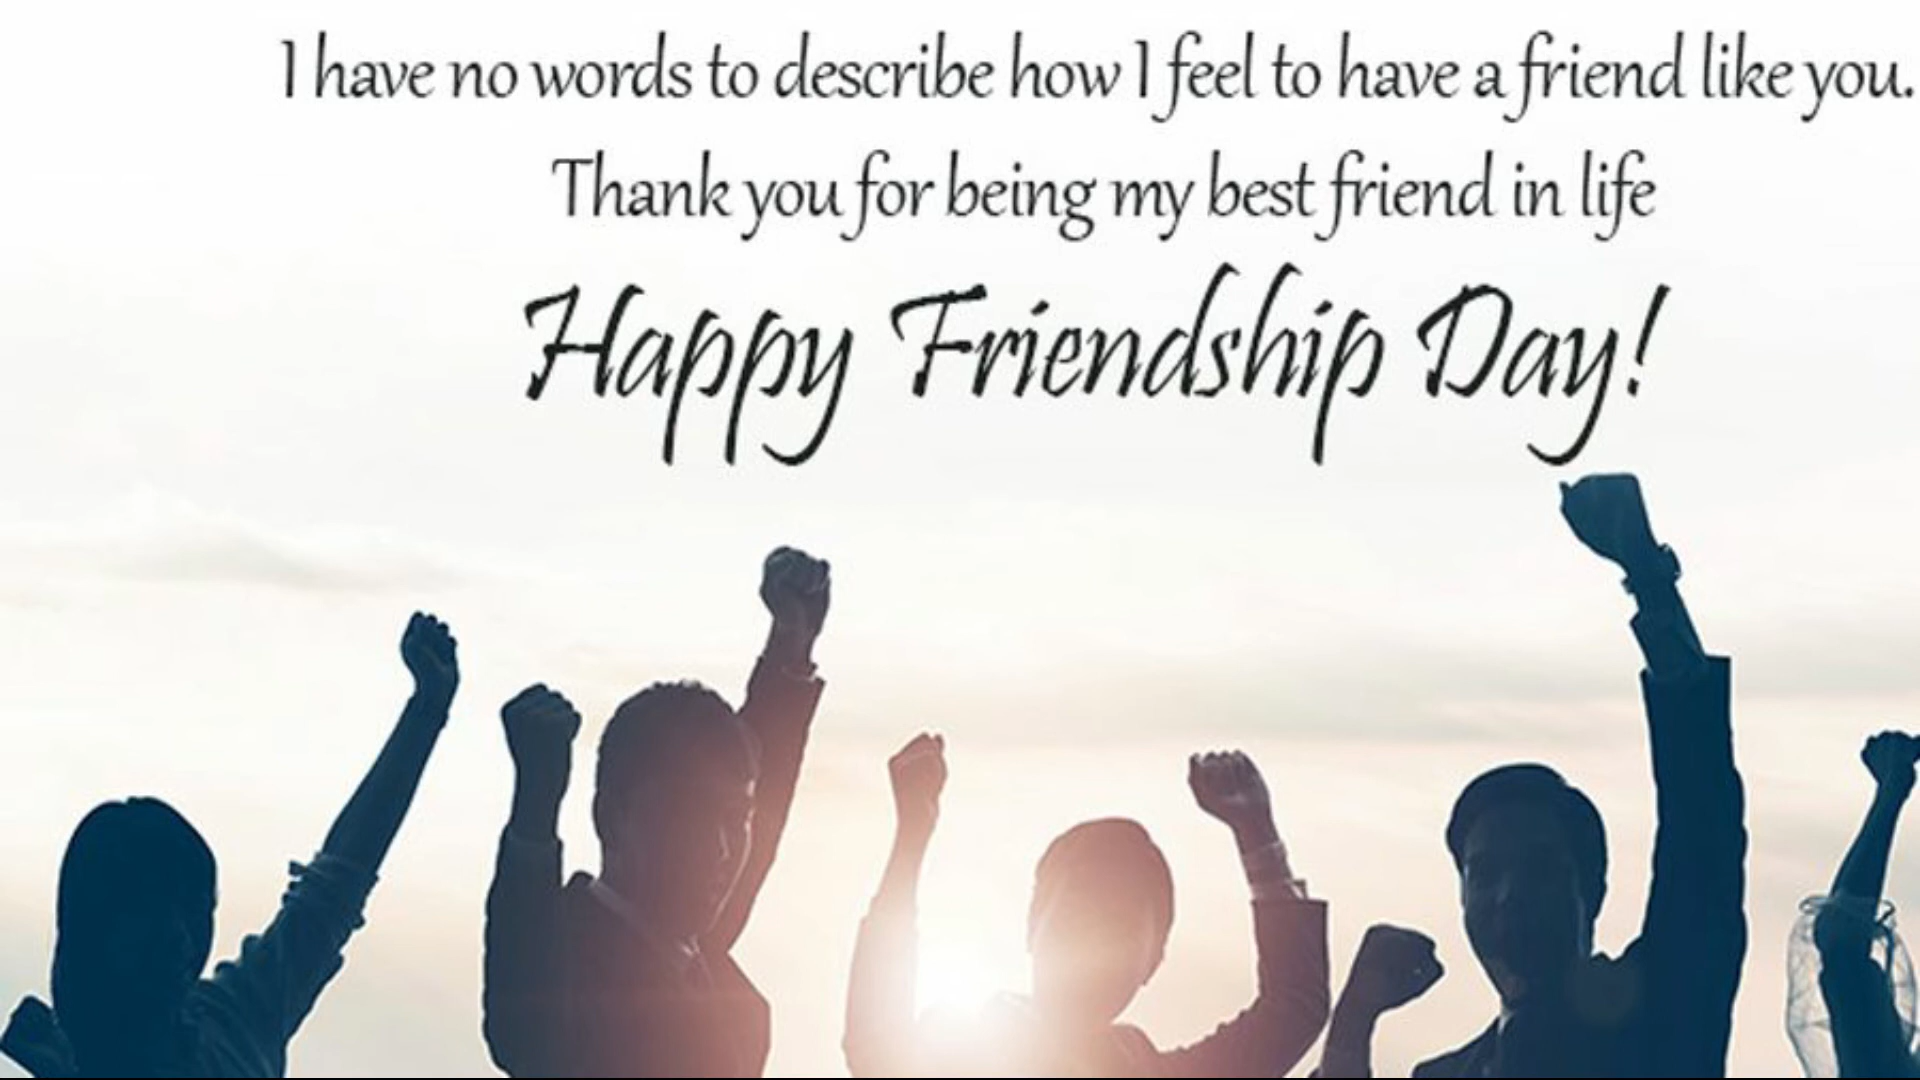 I have no words to describe how I feel to have a friend like you.
Thank you for being my best friend in life
Happy Friendship Day!